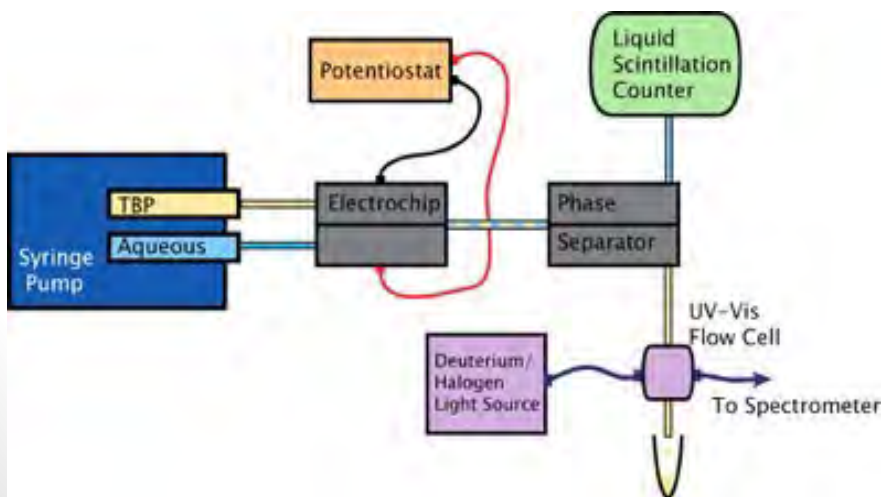 Potentiostat
Liquid
Scintillation
Counter
TBP
Aqueous
Syringe
Pump
Electrochip
Phase
Separator
UV-Vis
Flow Cell
Deuterium/
Halogen
Light Source
To Spectrometer